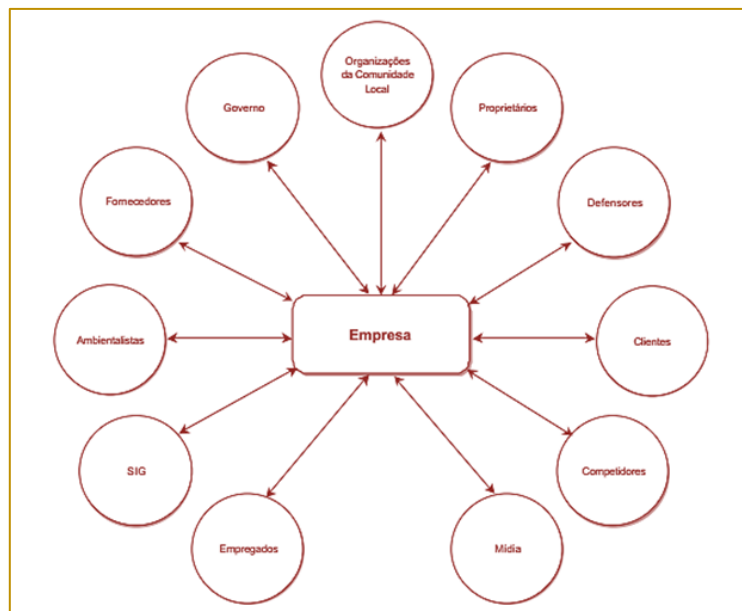 Organizações
da Comunidade
Local
Governo
Proprietários
Fornecedores
Defensores
Ambientalistas
Empresa
Clientes
SIG
Competidores
Empregados
Mídia